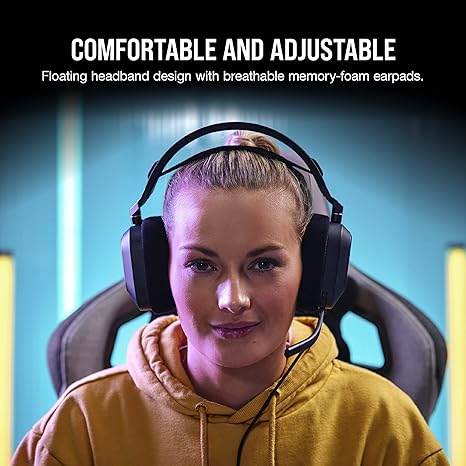 COMFORTABLE AND ADJUSTABLE
Floating headband design with breathable memory-foam earpads.